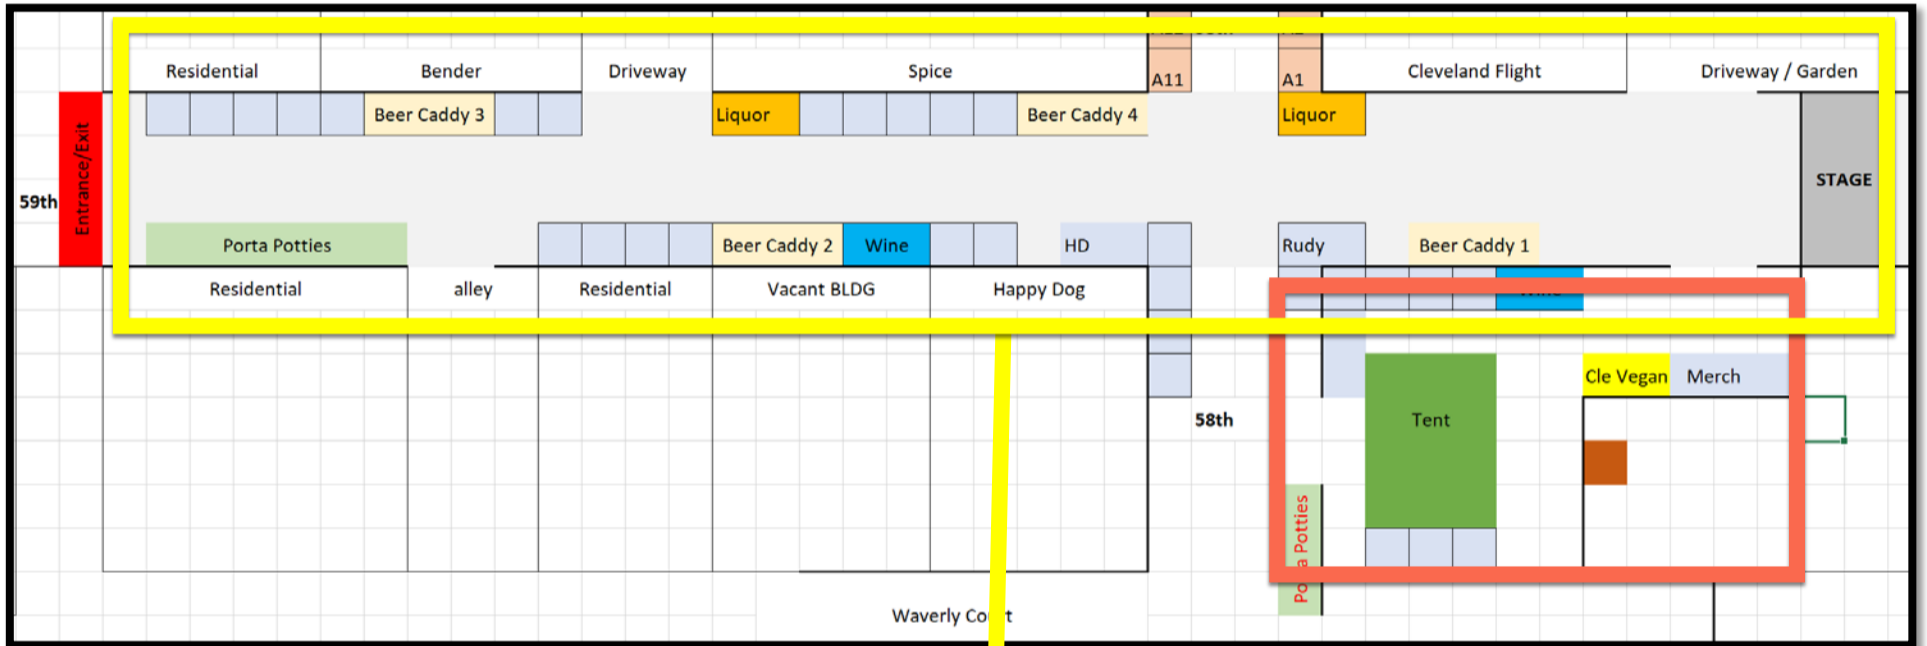 Residential
Bender
Driveway
Spice
A11
A1
Cleveland Flight
Driveway / Garden
Beer Caddy 3
Liquor
Beer Caddy 4
Liquor
Entrance/Exit
59th
STAGE
Porta Potties
Beer Caddy 2
Wine
HD
Rudy
Beer Caddy 1
Residential
alley
Residential
Vacant BLDG
Happy Dog
Cle Vegan
Merch
58th
Tent
Porta Potties
Waverly Court